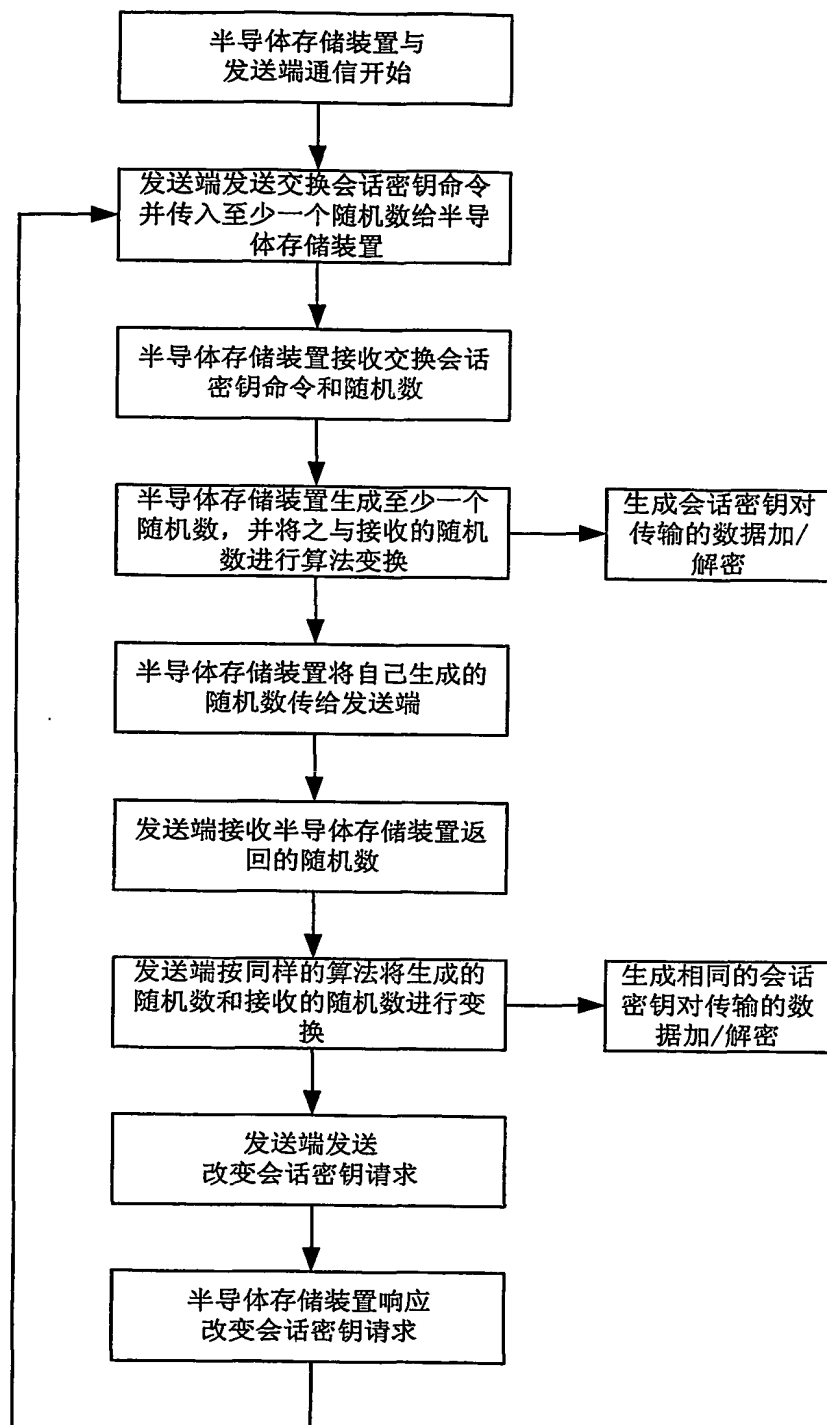 半导体存储装置与
发送端通信开始
发送端发送交换会话密钥命令
并传入至少一个随机数给半导
体存储装置
半导体存储装置接收交换会话
密钥命令和随机数
半导体存储装置生成至少一个
随机数，并将之与接收的随机
数进行算法变换
生成会话密钥对
传输的数据加/
解密
半导体存储装置将自己生成的
随机数传给发送端
发送端接收半导体存储装置返
回的随机数
发送端按同样的算法将生成的
随机数和接收的随机数进行变
换
生成相同的会话
密钥对传输的数
据加/解密
发送端发送
改变会话密钥请求
半导体存储装置响应
改变会话密钥请求